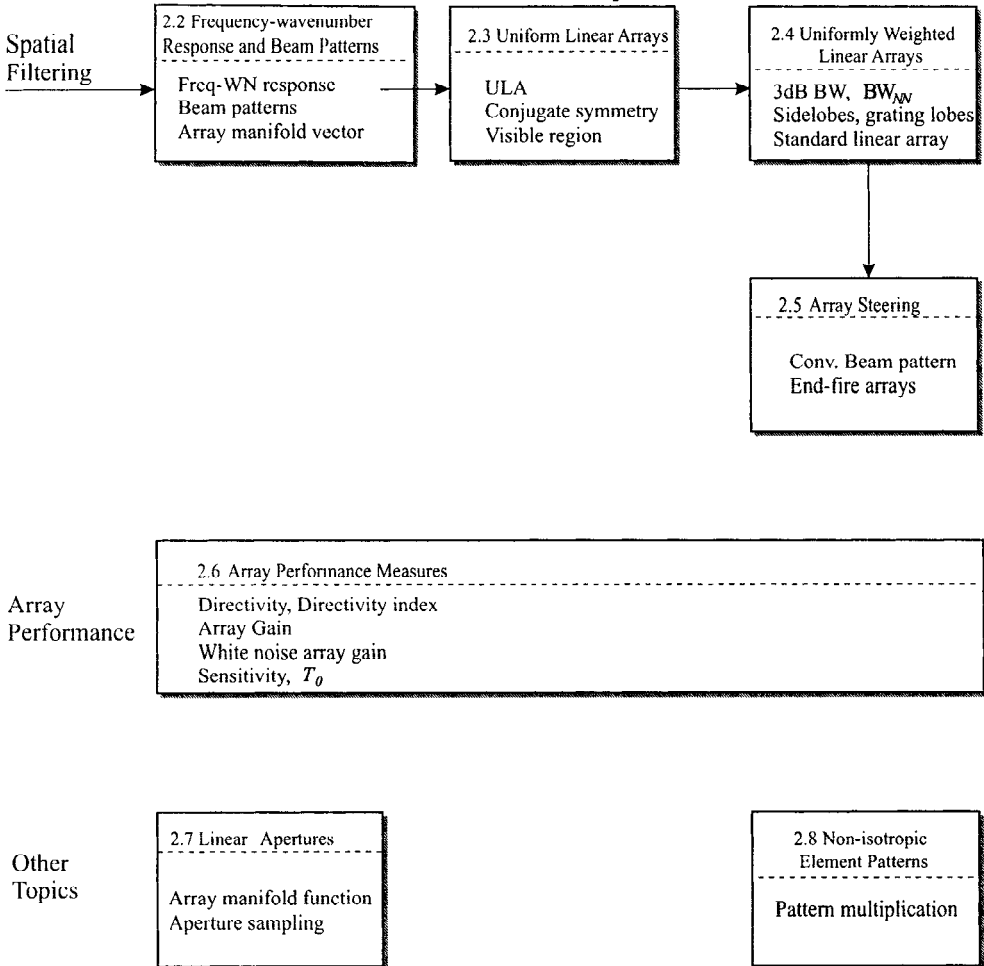 Spatial
Filtering
2.2 Frequency-wavenumber
Response and Beam Patterns
Freq-WN response
Beam patterns
Array manifold vector
2.3 Uniform Linear Arrays
ULA
Conjugate symmetry
Visible region
2.4 Uniformly Weighted
Linear Arrays
3dB BW, BW_NN
Sidelobes, grating lobes
Standard linear array
2.5 Array Steering
Conv. Beam pattern
End-fire arrays
Array
Performance
2.6 Array Performance Measures
Directivity, Directivity index
Array Gain
White noise array gain
Sensitivity, T_0
Other
Topics
2.7 Linear Apertures
Array manifold function
Aperture sampling
2.8 Non-isotropic
Element Patterns
Pattern multiplication